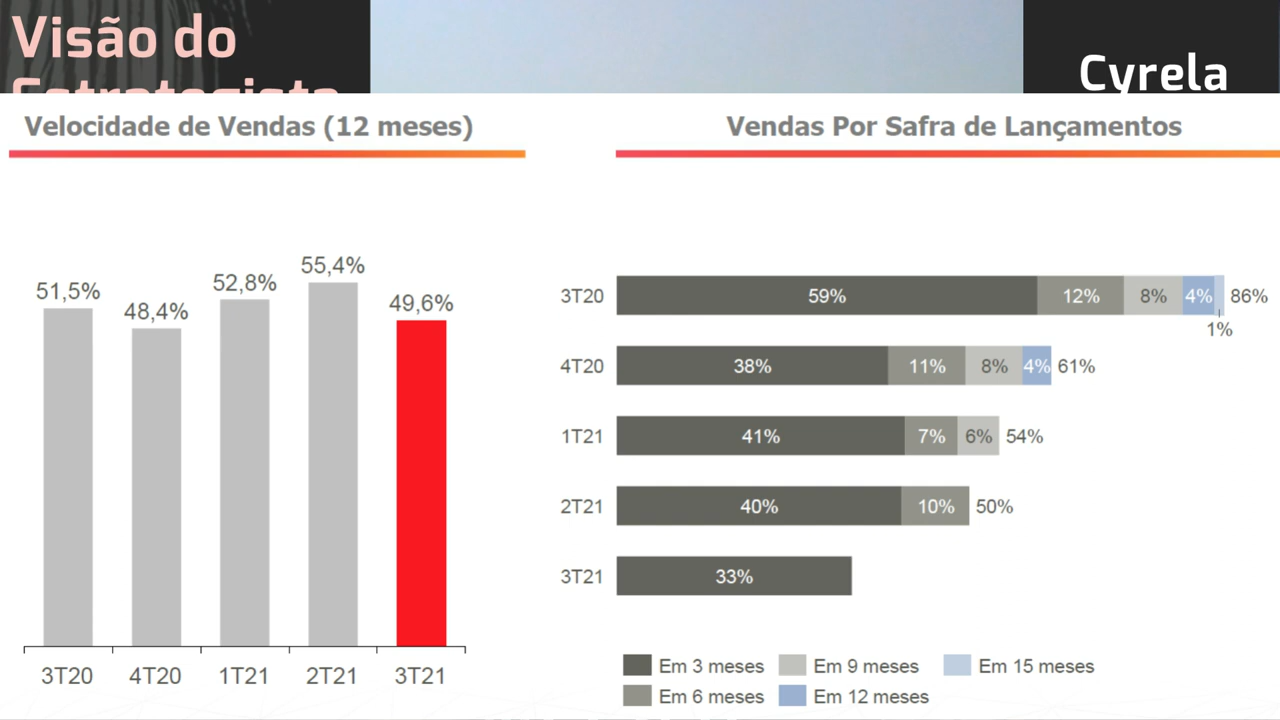 Visão do
Estrategista
Cyrela
Velocidade de Vendas (12 meses)
51,5%
48,4%
52,8%
55,4%
49,6%
3T20 4T20 1T21 2T21 3T21
Vendas Por Safra de Lançamentos
3T20 59% 12% 8% 4% 86%
1%
4T20 38% 11% 8% 4% 61%
1T21 41% 7% 6% 54%
2T21 40% 10% 50%
3T21 33%
Em 3 meses Em 9 meses Em 15 meses
Em 6 meses Em 12 meses